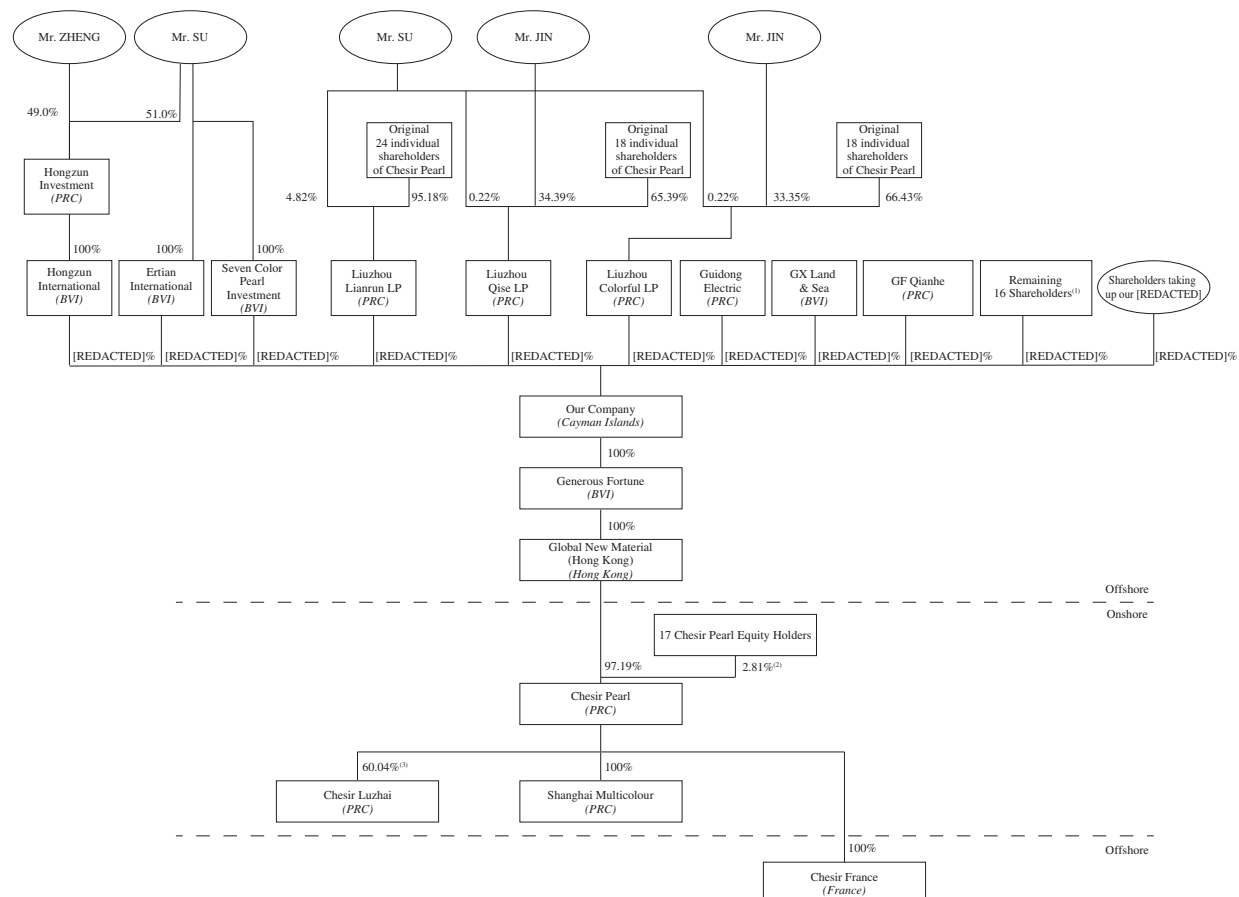 Mr. ZHENG
Mr. SU
Mr. SU
Mr. JIN
Mr. JIN
49.0%
51.0%
Original
24 individual
shareholders
of Chesir Pearl
Original
18 individual
shareholders
of Chesir Pearl
Original
18 individual
shareholders
of Chesir Pearl
Hongzun
Investment
(PRC)
4.82%
95.18%
0.22%
34.39%
65.39%
0.22%
33.35%
66.43%
100%
100%
100%
Hongzun
International
(BVI)
Ertian
International
(BVI)
Seven Color
Pearl
Investment
(BVI)
Liuzhou
Lianrun LP
(PRC)
Liuzhou
Qise LP
(PRC)
Liuzhou
Colorful LP
(PRC)
Guidong
Electric
(PRC)
GX Land
& Sea
(BVI)
GF Qianhe
(PRC)
Remaining
16 Shareholders(1)
Shareholders taking
up our [REDACTED]
[REDACTED]%
[REDACTED]%
[REDACTED]%
[REDACTED]%
[REDACTED]%
[REDACTED]%
[REDACTED]%
[REDACTED]%
[REDACTED]%
[REDACTED]%
[REDACTED]%
Our Company
(Cayman Islands)
100%
Generous Fortune
(BVI)
100%
Global New Material
(Hong Kong)
(Hong Kong)
Offshore
Onshore
17 Chesir Pearl Equity Holders
97.19%
2.81%(2)
Chesir Pearl
(PRC)
60.04%(3)
100%
Chesir Luzhai
(PRC)
Shanghai Multicolour
(PRC)
100%
Offshore
Chesir France
(France)